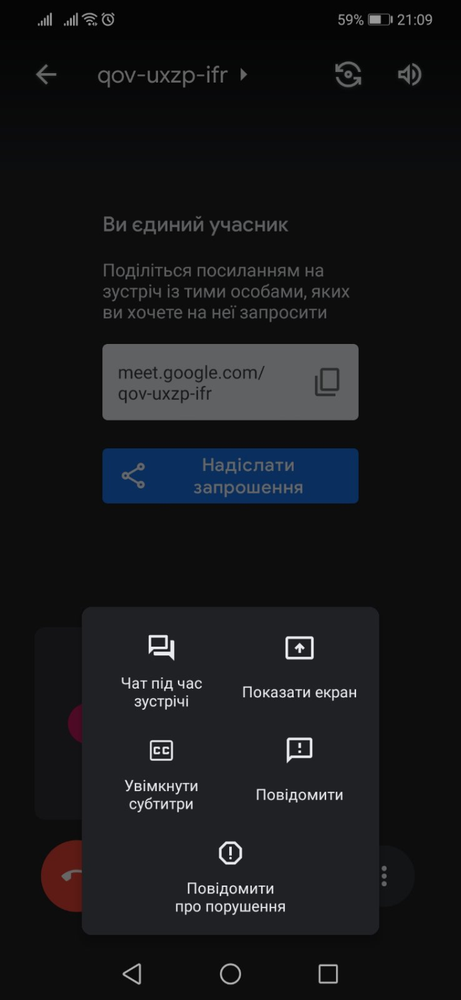 59% 21:09
qov-uxzp-ifr
Ви єдиний учасник
Поділіться посиланням на
зустріч із тими особами, яких
ви хочете на неї запросити
meet.google.com/
qov-uxzp-ifr
Надіслати
запрошення
Чат під час
зустрічі
Показати екран
CC
Увімкнути
субтитри
Повідомити
Повідомити
про порушення